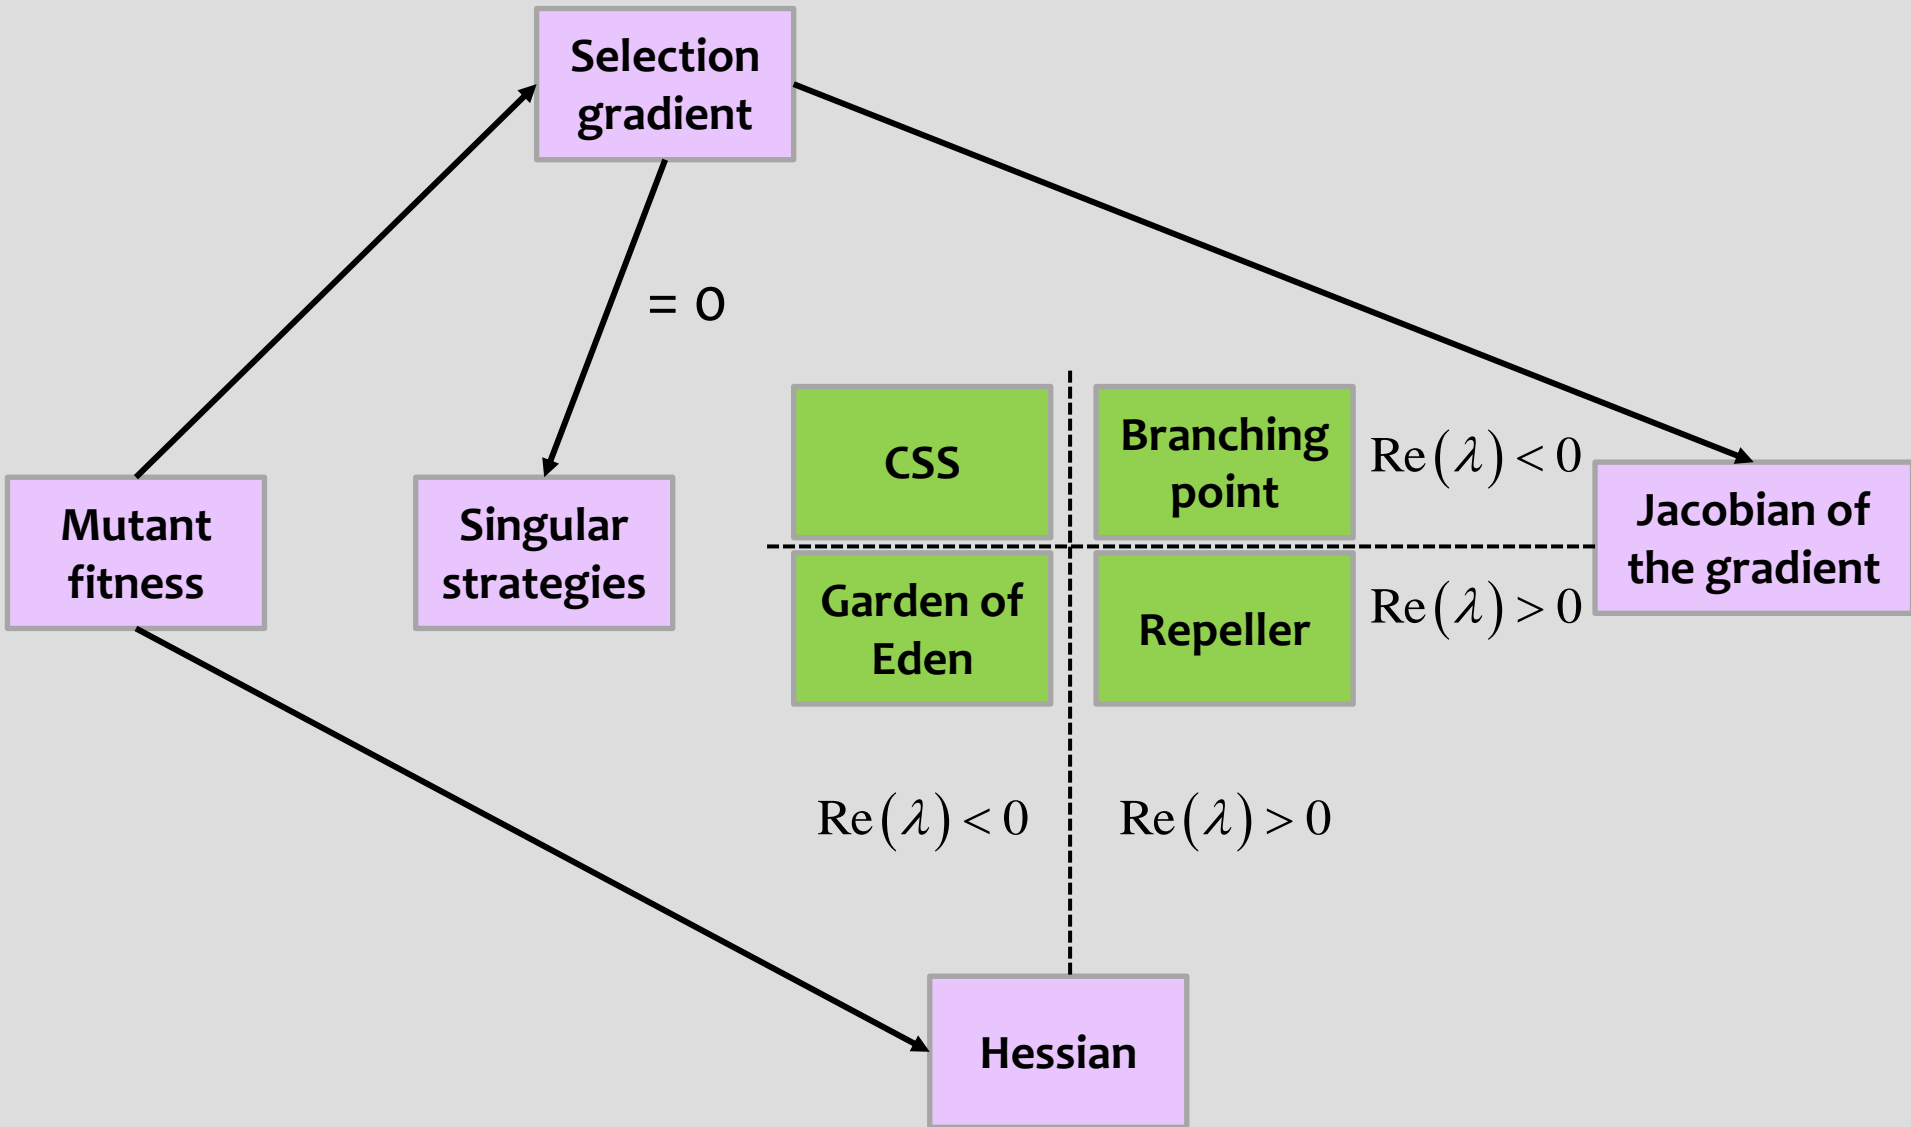 Selection
gradient
= 0
Mutant
fitness
Singular
strategies
CSS
Branching
point
Re(λ) < 0
Jacobian of
the gradient
Garden of
Eden
Repeller
Re(λ) > 0
Re(λ) < 0
Re(λ) > 0
Hessian